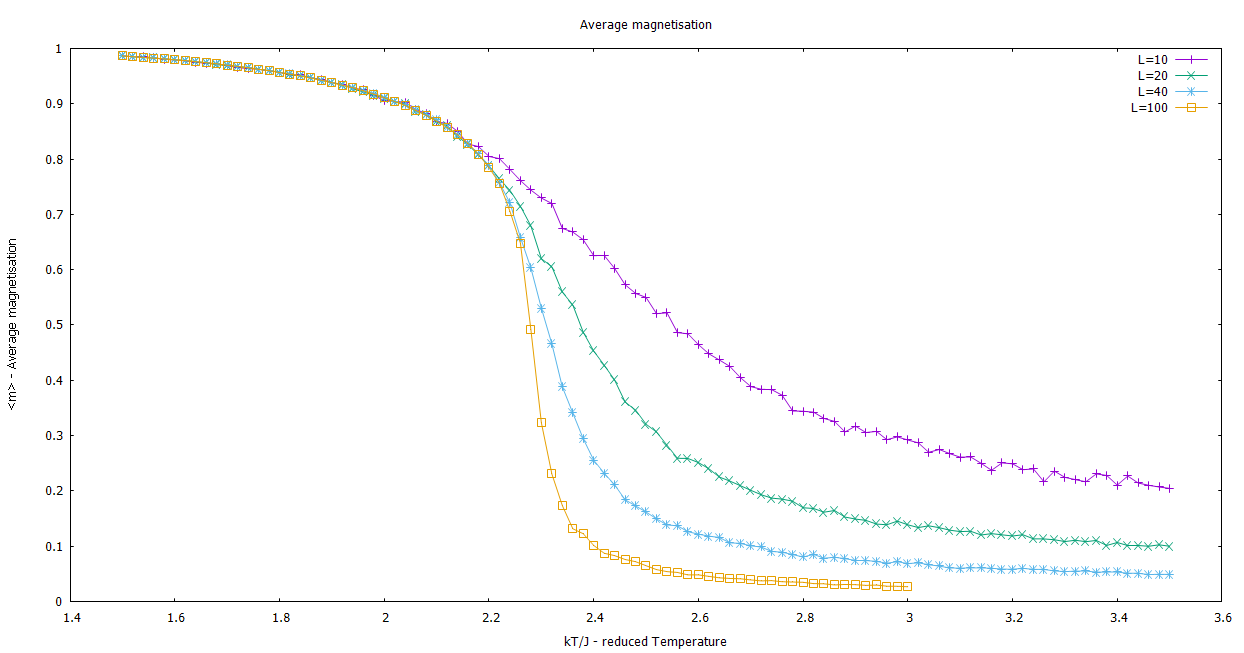 Average magnetisation
1
0.9
0.8
0.7
0.6
0.5
0.4
0.3
0.2
0.1
0
<m> - Average magnetisation
L=10
L=20
L=40
L=100
1.4 1.6 1.8 2 2.2 2.4 2.6 2.8 3 3.2 3.4 3.6
kT/J - reduced Temperature